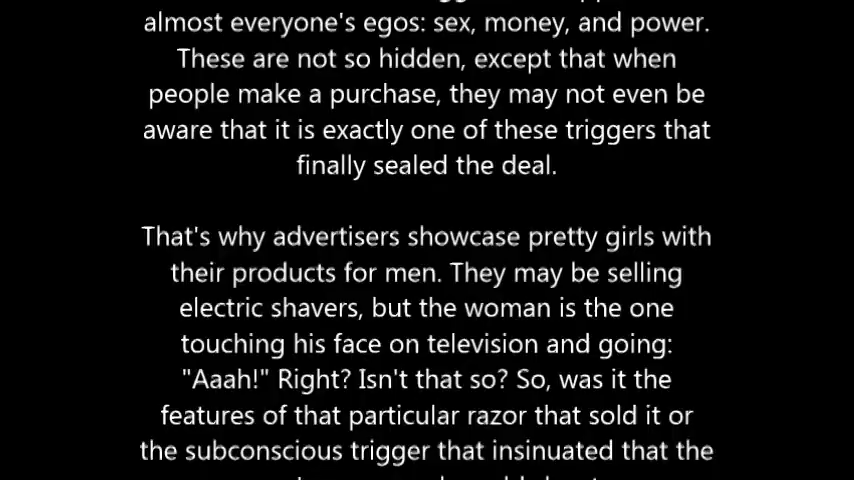 almost everyone's egos: sex, money, and power.
These are not so hidden, except that when
people make a purchase, they may not even be
aware that it is exactly one of these triggers that
finally sealed the deal.
That's why advertisers showcase pretty girls with
their products for men. They may be selling
electric shavers, but the woman is the one
touching his face on television and going:
"Aaah!" Right? Isn't that so? So, was it the
features of that particular razor that sold it or
the subconscious trigger that insinuated that the